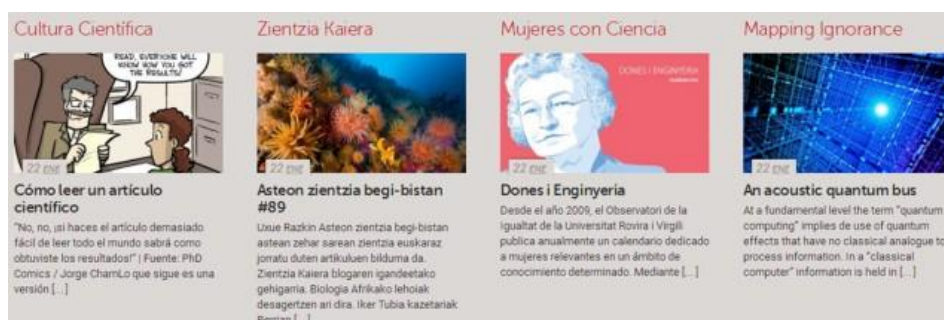 Cultura Científica
READ, EVERYONE WILL
KNOW HOW YOU GOT
THE RESULTS!
22 ENE
Cómo leer un artículo
científico
"No, no, ¡si haces el artículo demasiado
fácil de leer todo el mundo sabrá como
obtuviste los resultados!" | Fuente: PhD
Comics / Jorge ChamLo que sigue es una
versión [...]
Zientzia Kaiera
22 ENE
Asteon zientzia begi-bistan
#89
Uxue Razkin Asteon zientzia begi-bistan
astean zehar sarean zientzia euskaraz
jorratu duten artikuluen bilduma da.
Zientzia Kaiera blogaren igandeetako
gehigarria. Biologia Afrikako lehoiak
desagertzen ari dira. Iker Tubia kazetariak
[...]
Mujeres con Ciencia
DONES I ENGINYERIA
22 ENE
Dones i Enginyeria
Desde el año 2009, el Observatori de la
Igualtat de la Universitat Rovira i Virgili
publica anualmente un calendario dedicado
a mujeres relevantes en un ámbito de
conocimiento determinado. Mediante [...]
Mapping Ignorance
22 ENE
An acoustic quantum bus
At a fundamental level the term "quantum
computing" implies de use of quantum
effects that have no classical analogue to
process information. In a "classical
computer" information is held in [...]